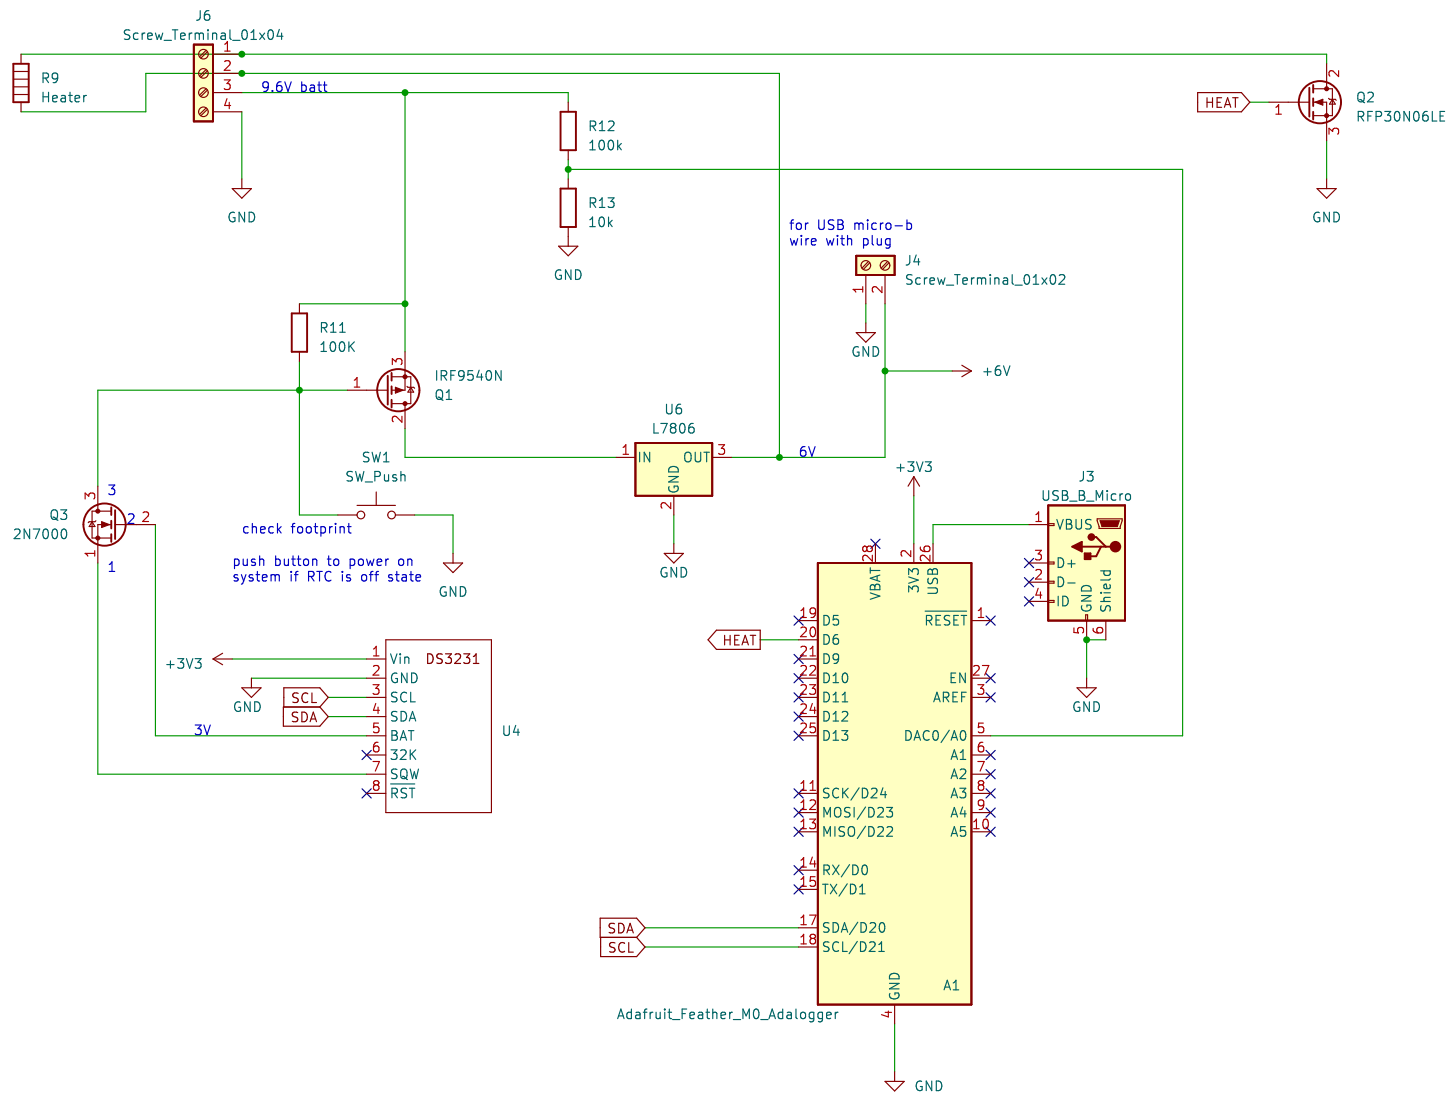 J6
Screw_Terminal_01x04
1
2
3
4
R9
Heater
9.6V batt
GND
R12
100k
R13
10k
GND
HEAT
1
2
3
Q2
RFP30N06LE
GND
for USB micro-b
wire with plug
J4
Screw_Terminal_01x02
1
2
GND
+6V
R11
100K
1
3
2
IRF9540N
Q1
U6
L7806
1
IN
OUT
3
GND
2
GND
6V
SW1
SW_Push
GND
Q3
2N7000
3
3
2
2
1
1
check footprint
push button to power on
system if RTC is off state
+3V3
GND
SCL
SDA
3V
DS3231
1 Vin
2 GND
3 SCL
4 SDA
5 BAT
6 32K
7 SQW
8 RST
U4
+3V3
28
2
26
VBAT
3V3
USB
J3
USB_B_Micro
1 VBUS
3 D+
2 D-
4 ID
GND
Shield
5
6
GND
HEAT
19 D5
20 D6
21 D9
22 D10
23 D11
24 D12
25 D13
11 SCK/D24
12 MOSI/D23
13 MISO/D22
14 RX/D0
15 TX/D1
17 SDA/D20
18 SCL/D21
SDA
SCL
RESET 1
EN 27
AREF 3
DAC0/A0 5
A1 6
A2 7
A3 8
A4 9
A5 10
GND
A1
4
Adafruit_Feather_M0_Adalogger
GND